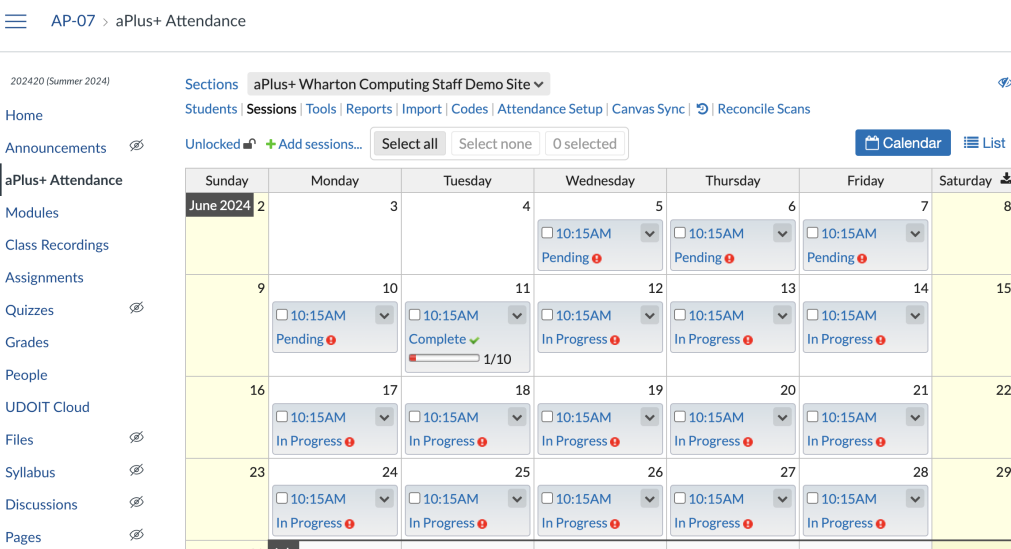 AP-07 › aPlus+ Attendance
202420 (Summer 2024)
Home
Announcements
aPlus+ Attendance
Modules
Class Recordings
Assignments
Quizzes
Grades
People
UDOIT Cloud
Files
Syllabus
Discussions
Pages
Sections aPlus+ Wharton Computing Staff Demo Site
Students | Sessions | Tools | Reports | Import | Codes | Attendance Setup | Canvas Sync | Reconcile Scans
Unlocked + Add sessions... Select all Select none 0 selected Calendar List
Sunday Monday Tuesday Wednesday Thursday Friday Saturday
June 2024 2 3 4 5 6 7 8
10:15AM 10:15AM 10:15AM
Pending Pending Pending
9 10 11 12 13 14 15
10:15AM 10:15AM 10:15AM 10:15AM 10:15AM
Pending Complete In Progress In Progress In Progress
1/10
16 17 18 19 20 21 22
10:15AM 10:15AM 10:15AM 10:15AM 10:15AM
In Progress In Progress In Progress In Progress In Progress
23 24 25 26 27 28 29
10:15AM 10:15AM 10:15AM 10:15AM 10:15AM
In Progress In Progress In Progress In Progress In Progress